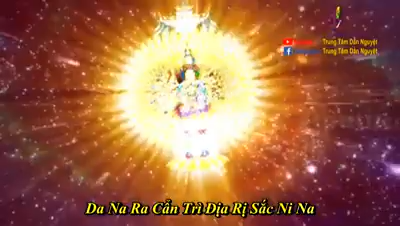 Trung Tâm Dẫn Nguyệt
Trung Tâm Dẫn Nguyệt
Da Na Ra Cẩn Trì Địa Rị Sắc Ni Na